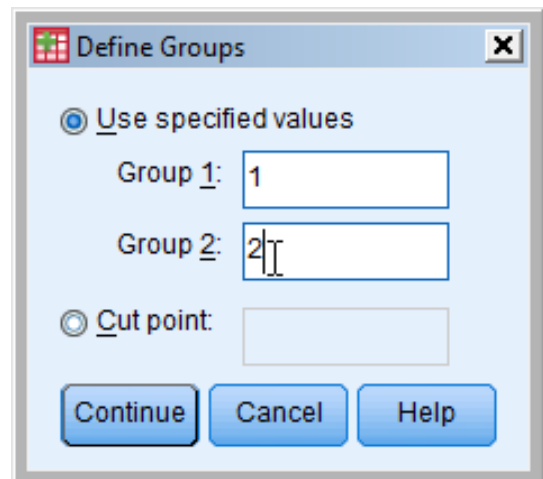 Define Groups
Use specified values
Group 1: 1
Group 2: 2
Cut point:
Continue Cancel Help